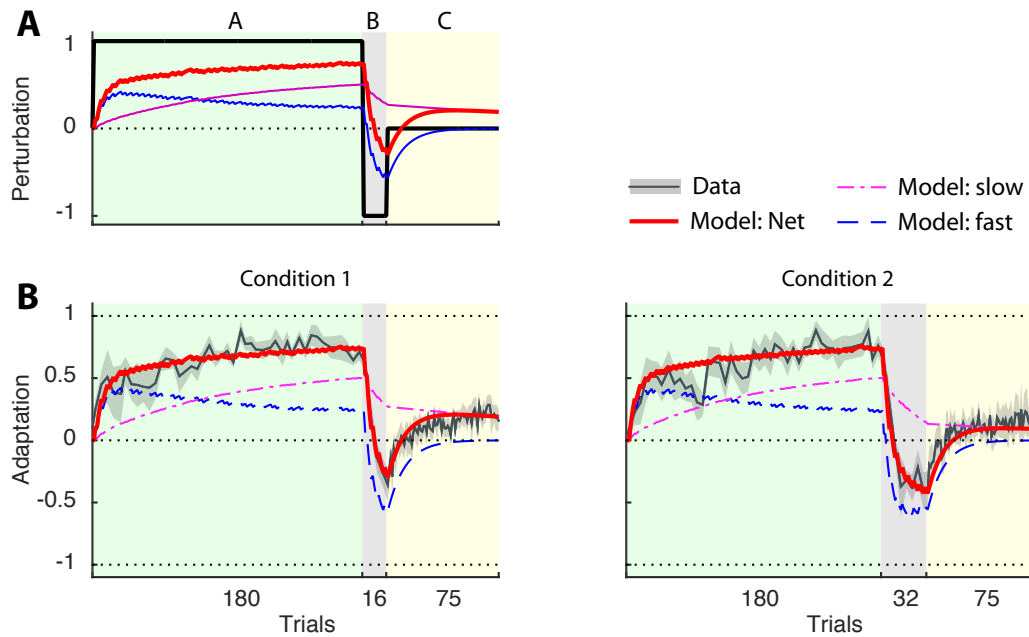 A
A B C
1
0
-1
Perturbation
Data
Model: Net
Model: slow
Model: fast
B
Condition 1
1
0.5
0
-0.5
-1
Adaptation
180 16 75
Trials
Condition 2
180 32 75
Trials